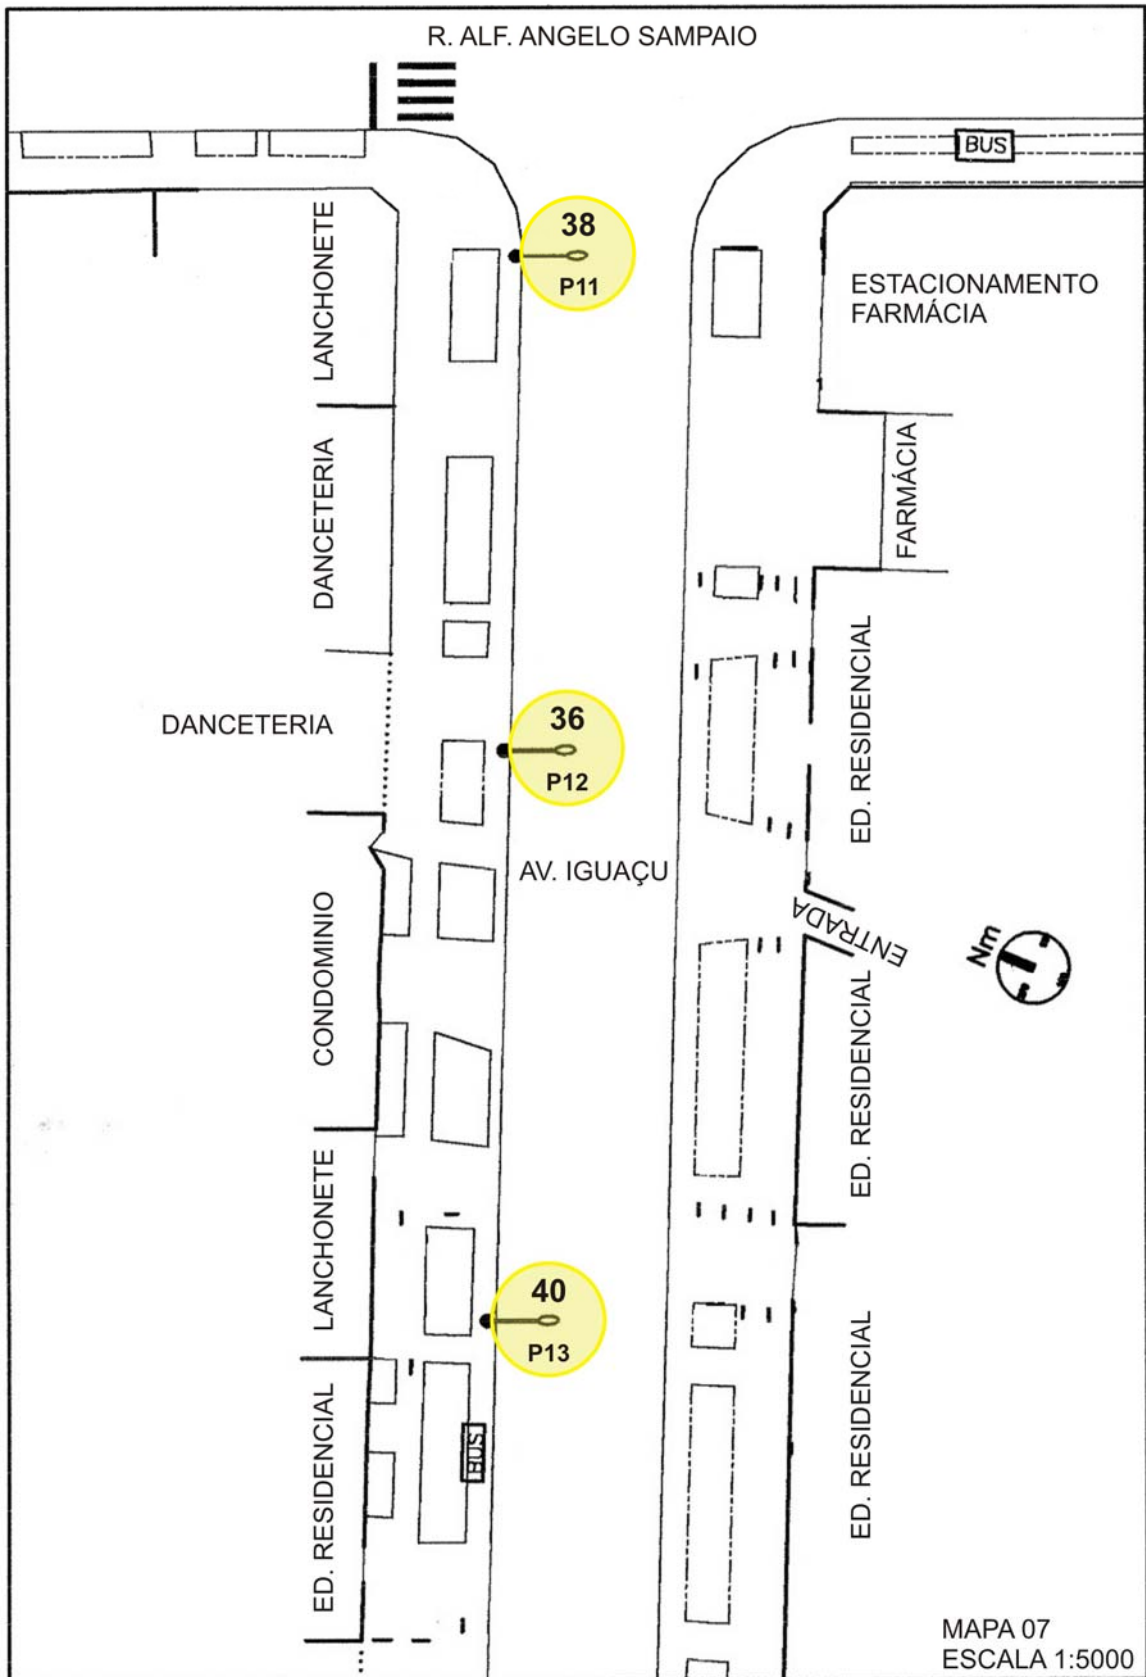 R. ALF. ANGELO SAMPAIO
BUS
LANCHONETE
38
P11
ESTACIONAMENTO
FARMÁCIA
DANCETERIA
FARMÁCIA
DANCETERIA
36
P12
ED. RESIDENCIAL
AV. IGUAÇU
ENTRADA
CONDOMINIO
Nm
ED. RESIDENCIAL
LANCHONETE
40
P13
ED. RESIDENCIAL
BUS
ED. RESIDENCIAL
MAPA 07
ESCALA 1:5000